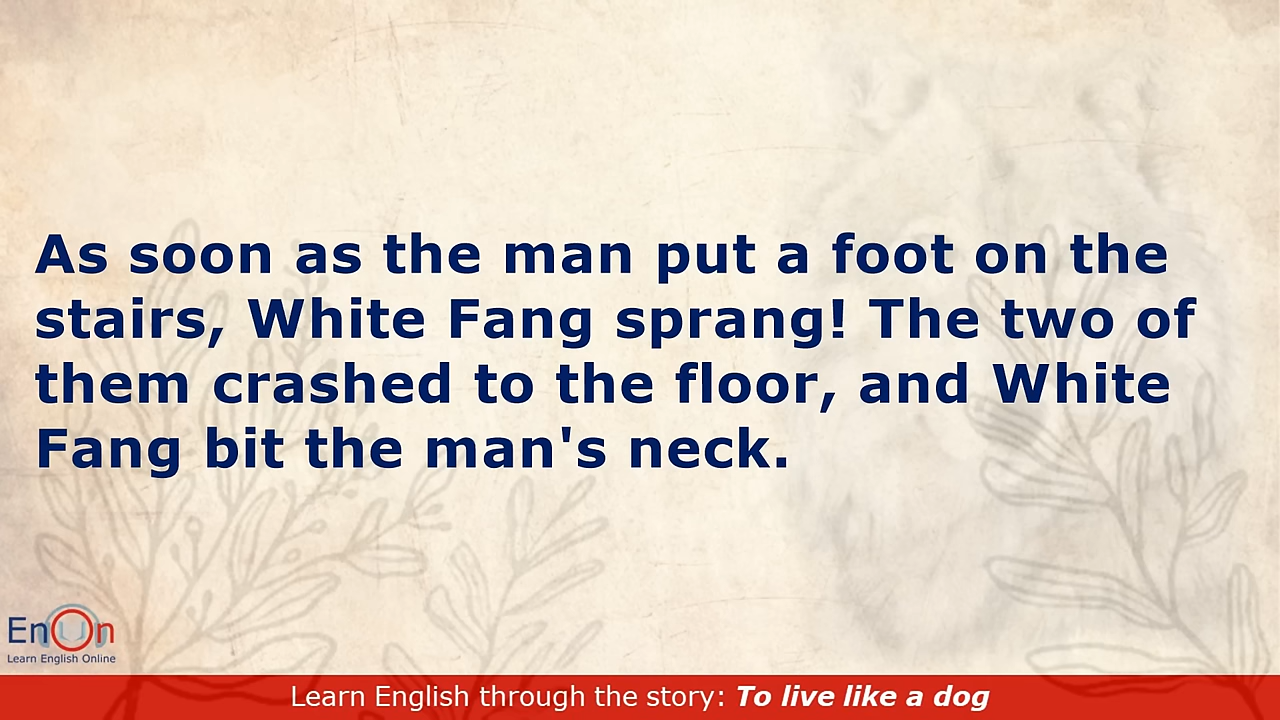 As soon as the man put a foot on the
stairs, White Fang sprang! The two of
them crashed to the floor, and White
Fang bit the man's neck.
EnOn
Learn English Online
Learn English through the story: To live like a dog